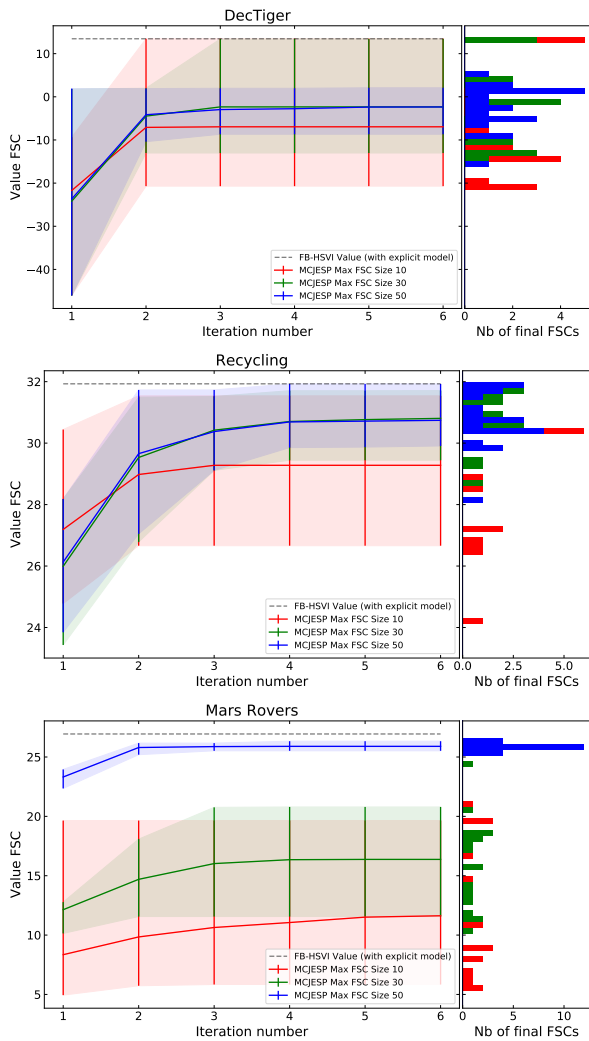 DecTiger
10
0
−10
−20
−30
−40
Value FSC
FB-HSVI Value (with explicit model)
MCJESP Max FSC Size 10
MCJESP Max FSC Size 30
MCJESP Max FSC Size 50
1 2 3 4 5 6
Iteration number
0 2 4
Nb of final FSCs
Recycling
32
30
28
26
24
Value FSC
FB-HSVI Value (with explicit model)
MCJESP Max FSC Size 10
MCJESP Max FSC Size 30
MCJESP Max FSC Size 50
1 2 3 4 5 6
Iteration number
0.0 2.5 5.0
Nb of final FSCs
Mars Rovers
25
20
15
10
5
Value FSC
FB-HSVI Value (with explicit model)
MCJESP Max FSC Size 10
MCJESP Max FSC Size 30
MCJESP Max FSC Size 50
1 2 3 4 5 6
Iteration number
0 5 10
Nb of final FSCs